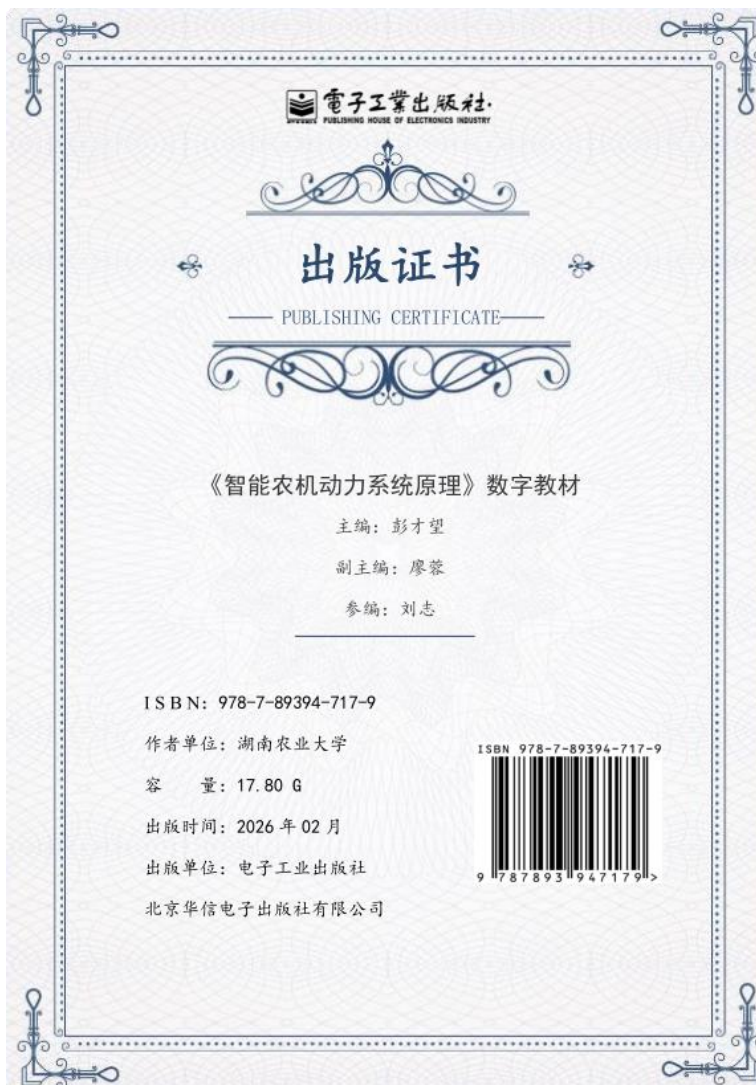 電子工業出版社.
PUBLISHING HOUSE OF ELECTRONICS INDUSTRY
出版证书
PUBLISHING CERTIFICATE
《智能农机动力系统原理》数字教材
主编：彭才望
副主编：廖蓉
参编：刘志
ISBN：978-7-89394-717-9
作者单位：湖南农业大学
容　　量：17.80 G
出版时间：2026 年 02 月
出版单位：电子工业出版社
北京华信电子出版社有限公司
ISBN 978-7-89394-717-9
9 787893 947179 >